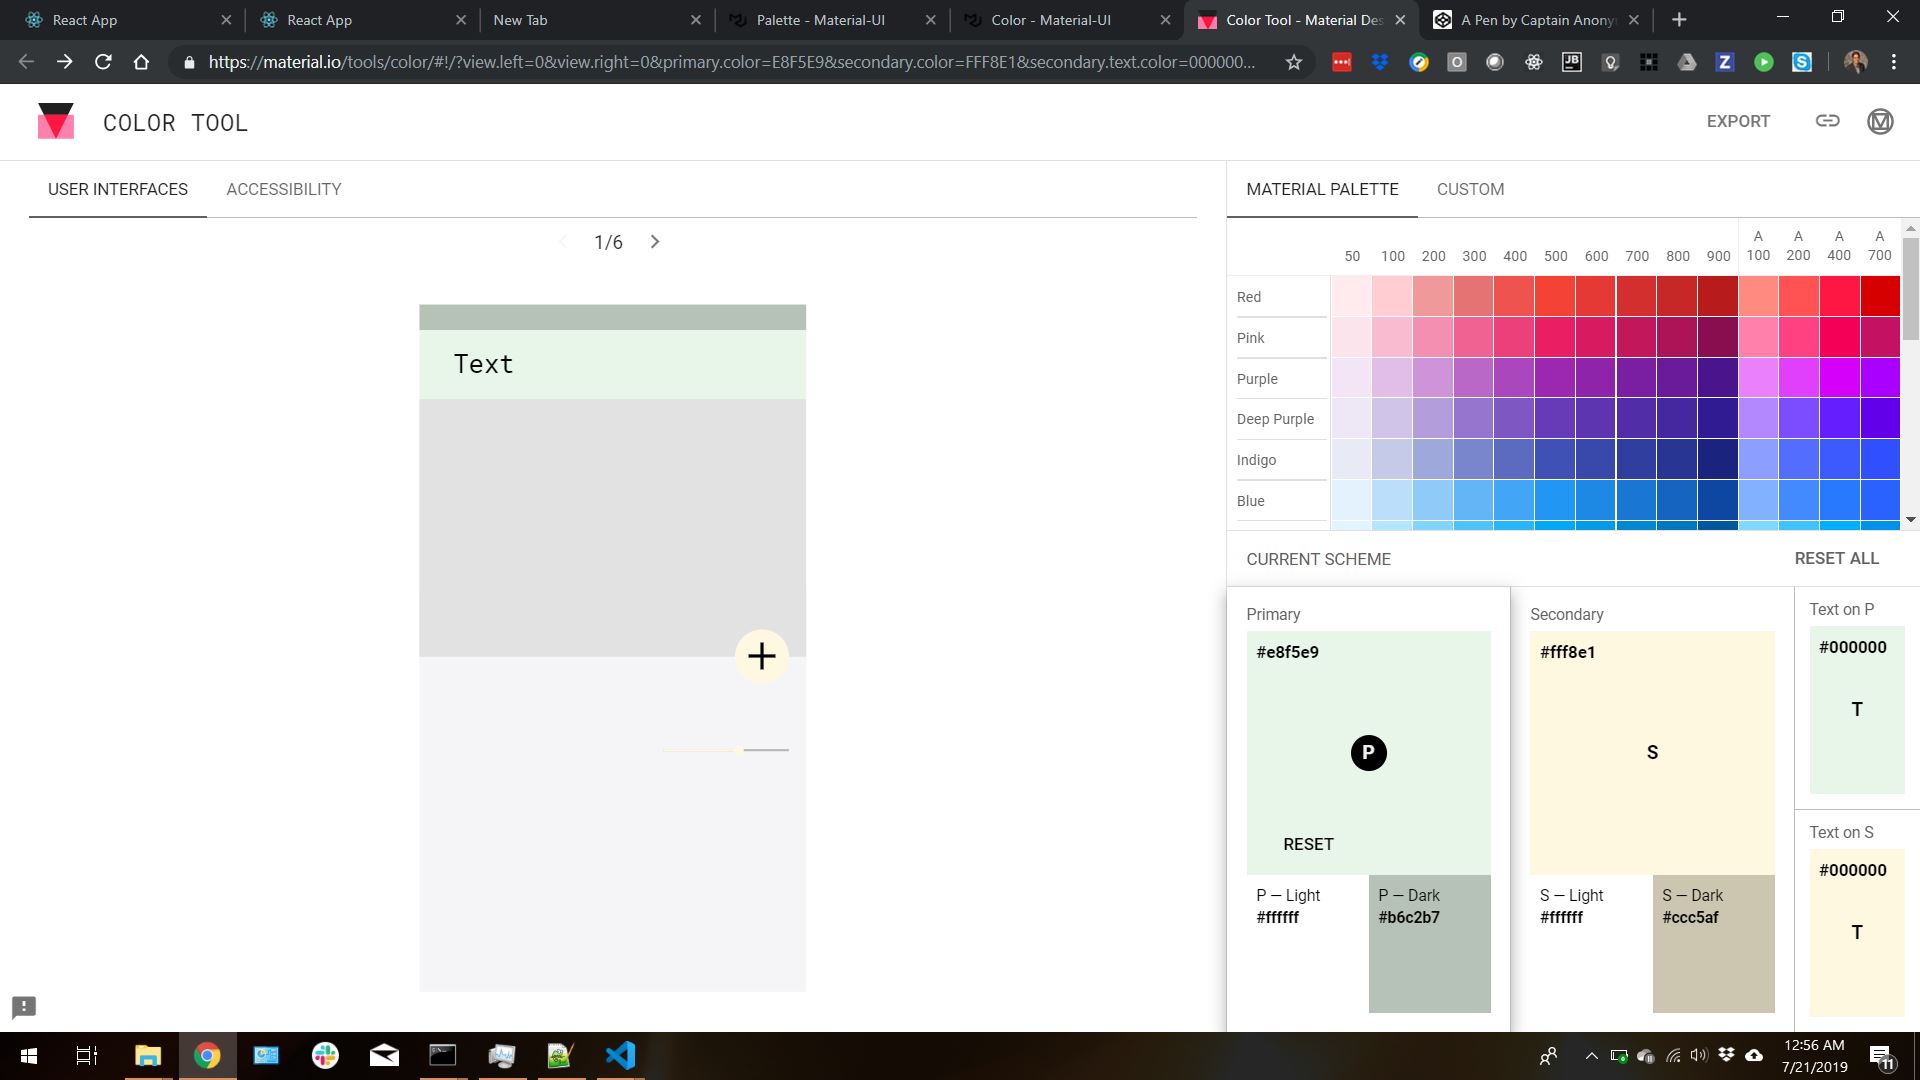 React App
React App
New Tab
Palette - Material-UI
Color - Material-UI
Color Tool - Material Des
A Pen by Captain Anony
https://material.io/tools/color/#!/?view.left=0&view.right=0&primary.color=E8F5E9&secondary.color=FFF8E1&secondary.text.color=000000...
COLOR TOOL
EXPORT
USER INTERFACES
ACCESSIBILITY
MATERIAL PALETTE
CUSTOM
1/6
50 100 200 300 400 500 600 700 800 900 A 100 A 200 A 400 A 700
Red
Pink
Purple
Deep Purple
Indigo
Blue
Text
CURRENT SCHEME
RESET ALL
Primary
#e8f5e9
P
RESET
P — Light
#ffffff
P — Dark
#b6c2b7
Secondary
#fff8e1
S
S — Light
#ffffff
S — Dark
#ccc5af
Text on P
#000000
T
Text on S
#000000
T
12:56 AM
7/21/2019
11